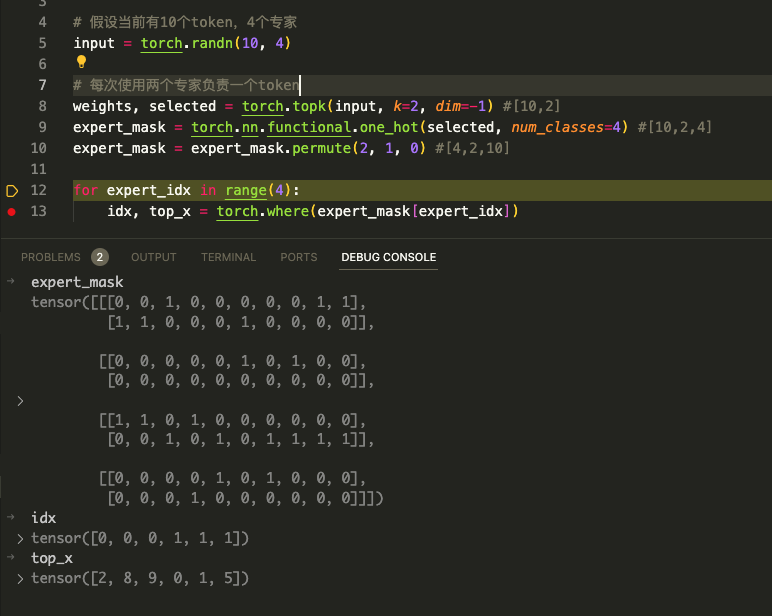 3
4 # 假设当前有10个token, 4个专家
5 input = torch.randn(10, 4)
6
7 # 每次使用两个专家负责一个token
8 weights, selected = torch.topk(input, k=2, dim=-1) #[10,2]
9 expert_mask = torch.nn.functional.one_hot(selected, num_classes=4) #[10,2,4]
10 expert_mask = expert_mask.permute(2, 1, 0) #[4,2,10]
11
12 for expert_idx in range(4):
13 idx, top_x = torch.where(expert_mask[expert_idx])
PROBLEMS 2 OUTPUT TERMINAL PORTS DEBUG CONSOLE
→ expert_mask
tensor([[[0, 0, 1, 0, 0, 0, 0, 0, 1, 1],
[1, 1, 0, 0, 0, 1, 0, 0, 0, 0]],
[[0, 0, 0, 0, 0, 1, 0, 1, 0, 0],
[0, 0, 0, 0, 0, 0, 0, 0, 0, 0]],
>
[[1, 1, 0, 1, 0, 0, 0, 0, 0, 0],
[0, 0, 1, 0, 1, 0, 1, 1, 1, 1]],
[[0, 0, 0, 0, 1, 0, 1, 0, 0, 0],
[0, 0, 0, 1, 0, 0, 0, 0, 0, 0]]])
→ idx
> tensor([0, 0, 0, 1, 1, 1])
→ top_x
> tensor([2, 8, 9, 0, 1, 5])